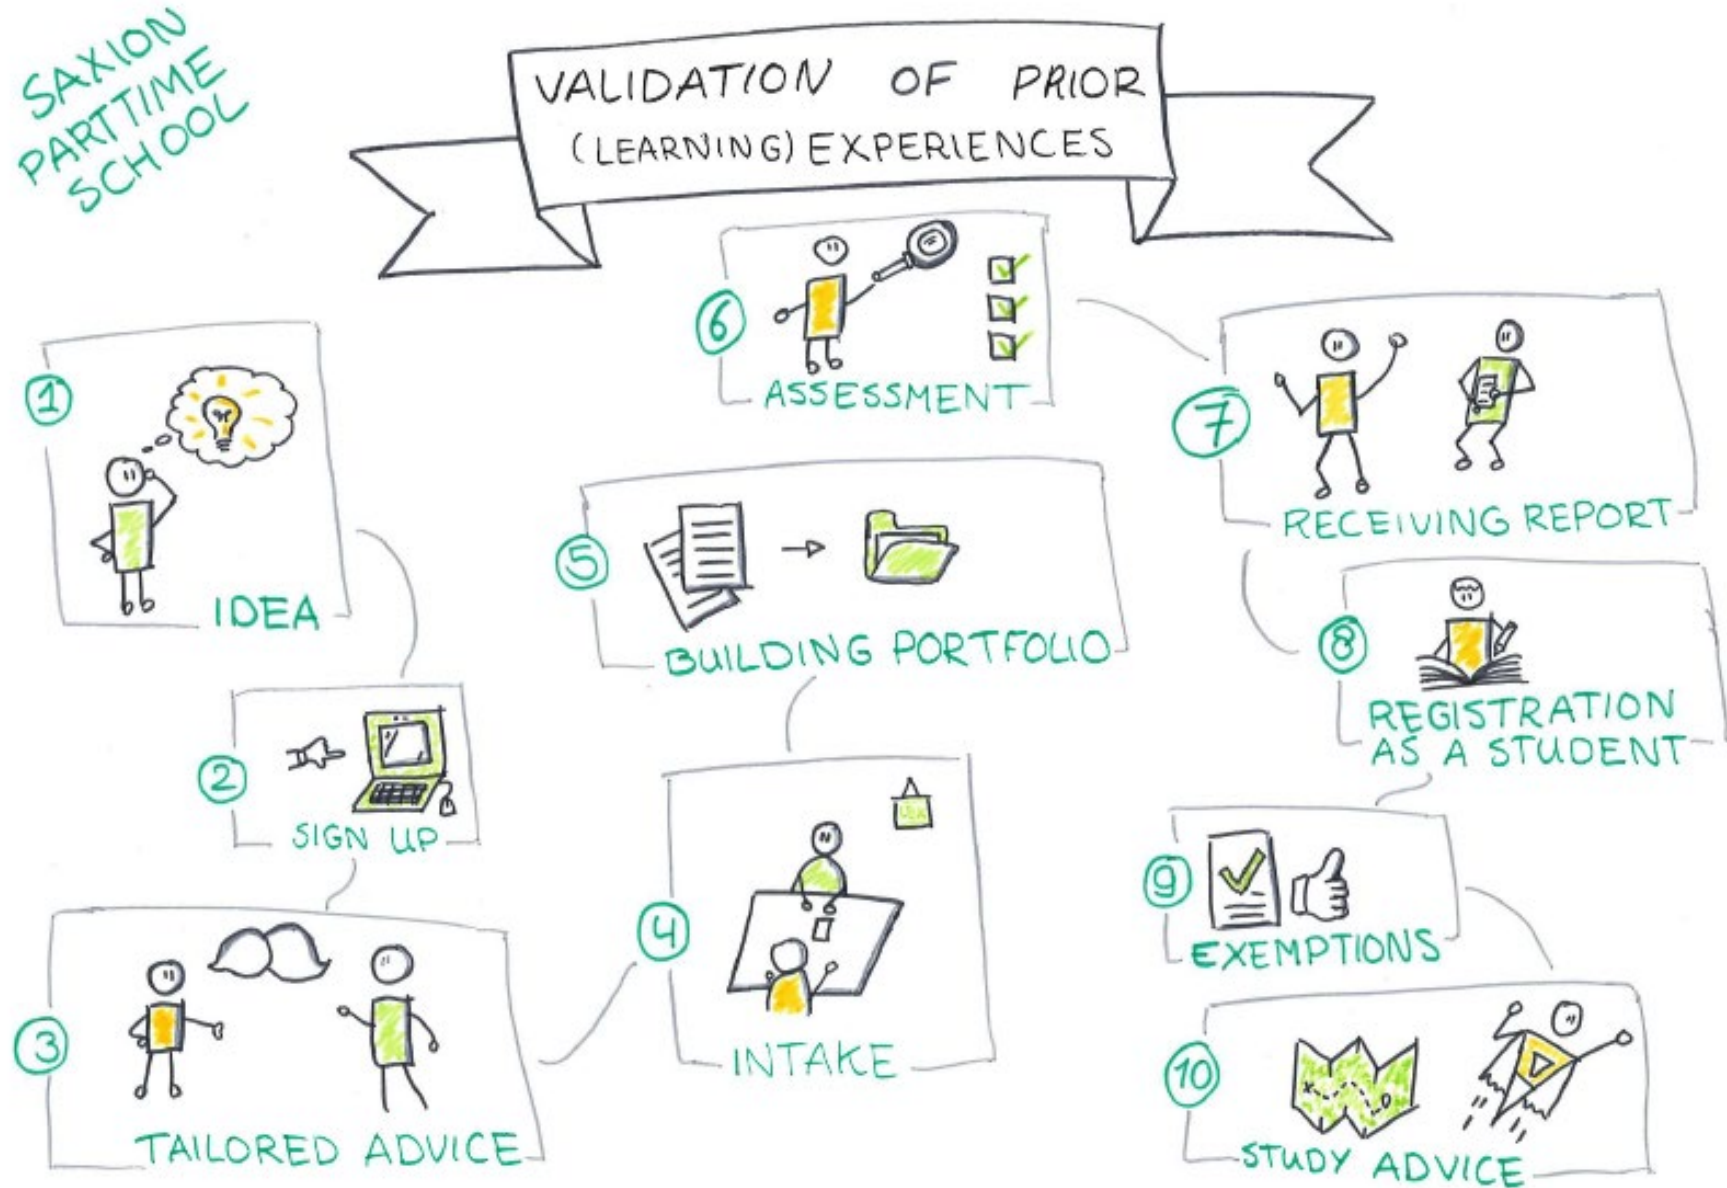 SAXION
PARTTIME
SCHOOL
VALIDATION OF PRIOR
(LEARNING) EXPERIENCES
1
IDEA
2
SIGN UP
3
TAILORED ADVICE
4
INTAKE
5
BUILDING PORTFOLIO
6
ASSESSMENT
7
RECEIVING REPORT
8
REGISTRATION
AS A STUDENT
9
EXEMPTIONS
10
STUDY ADVICE